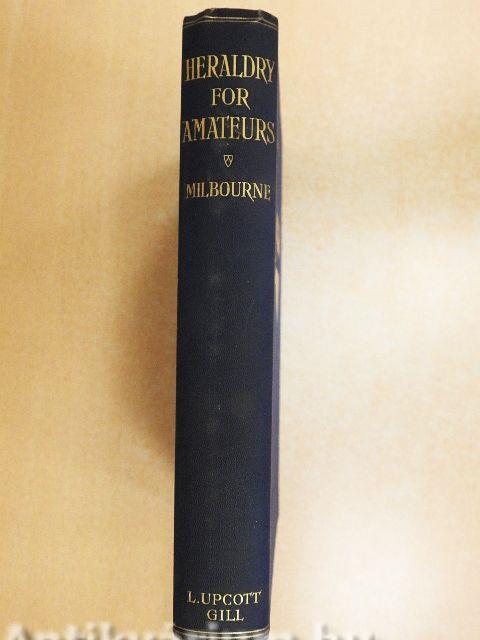 HERALDRY
FOR
AMATEURS
MILBOURNE
L. UPCOTT
GILL